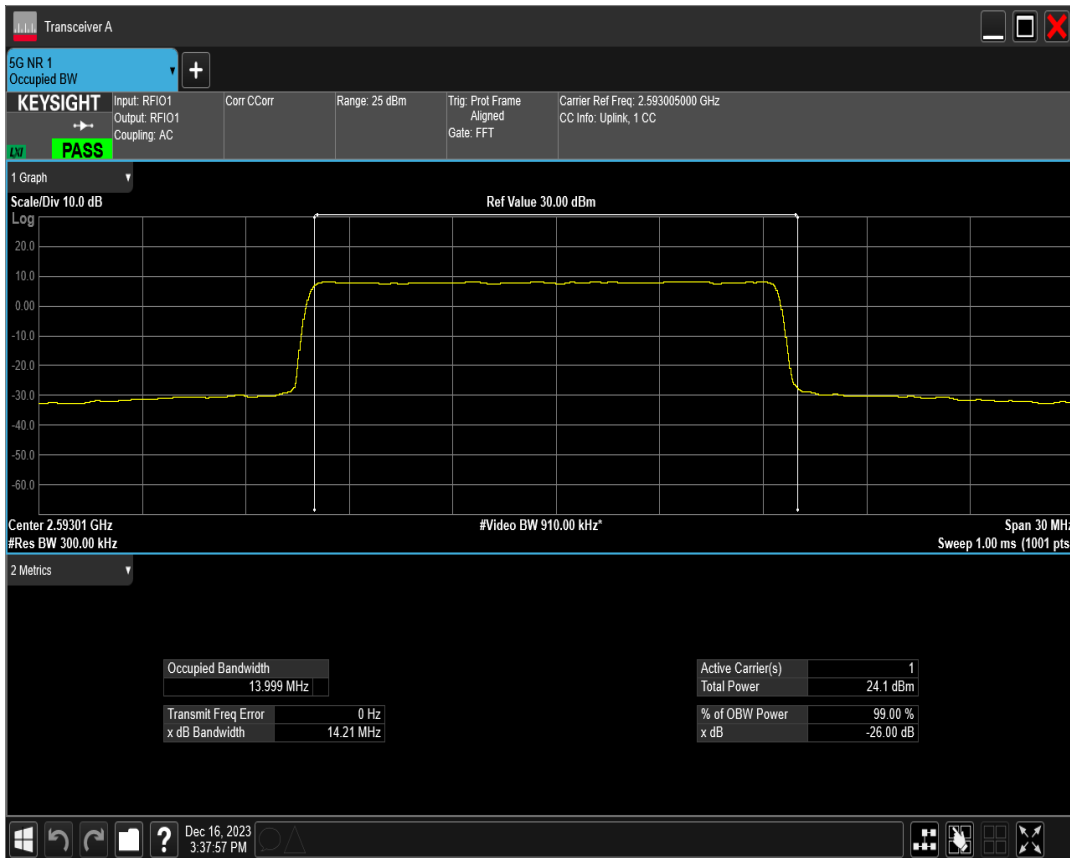 Transceiver A
5G NR 1
Occupied BW
+
KEYSIGHT
LXI
PASS
Input: RFIO1
Output: RFIO1
Coupling: AC
Corr CCorr
Range: 25 dBm
Trig: Prot Frame
Aligned
Gate: FFT
Carrier Ref Freq: 2.593005000 GHz
CC Info: Uplink, 1 CC
1 Graph
Scale/Div 10.0 dB
Ref Value 30.00 dBm
Log
20.0
10.0
0.00
-10.0
-20.0
-30.0
-40.0
-50.0
-60.0
Center 2.59301 GHz
#Video BW 910.00 kHz*
Span 30 MHz
#Res BW 300.00 kHz
Sweep 1.00 ms (1001 pts
2 Metrics
Occupied Bandwidth
13.999 MHz
Transmit Freq Error 0 Hz
x dB Bandwidth 14.21 MHz
Active Carrier(s) 1
Total Power 24.1 dBm
% of OBW Power 99.00 %
x dB -26.00 dB
?
Dec 16, 2023
3:37:57 PM